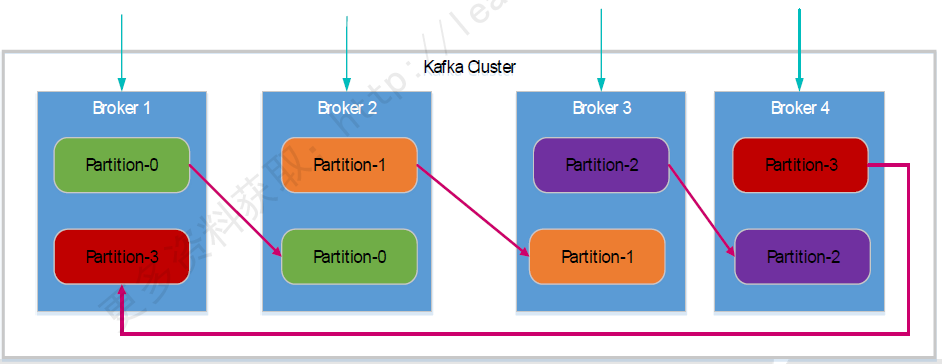 Kafka Cluster
Broker 1
Broker 2
Broker 3
Broker 4
Partition-0
Partition-1
Partition-2
Partition-3
Partition-3
Partition-0
Partition-1
Partition-2
更多资料获取：http://lea